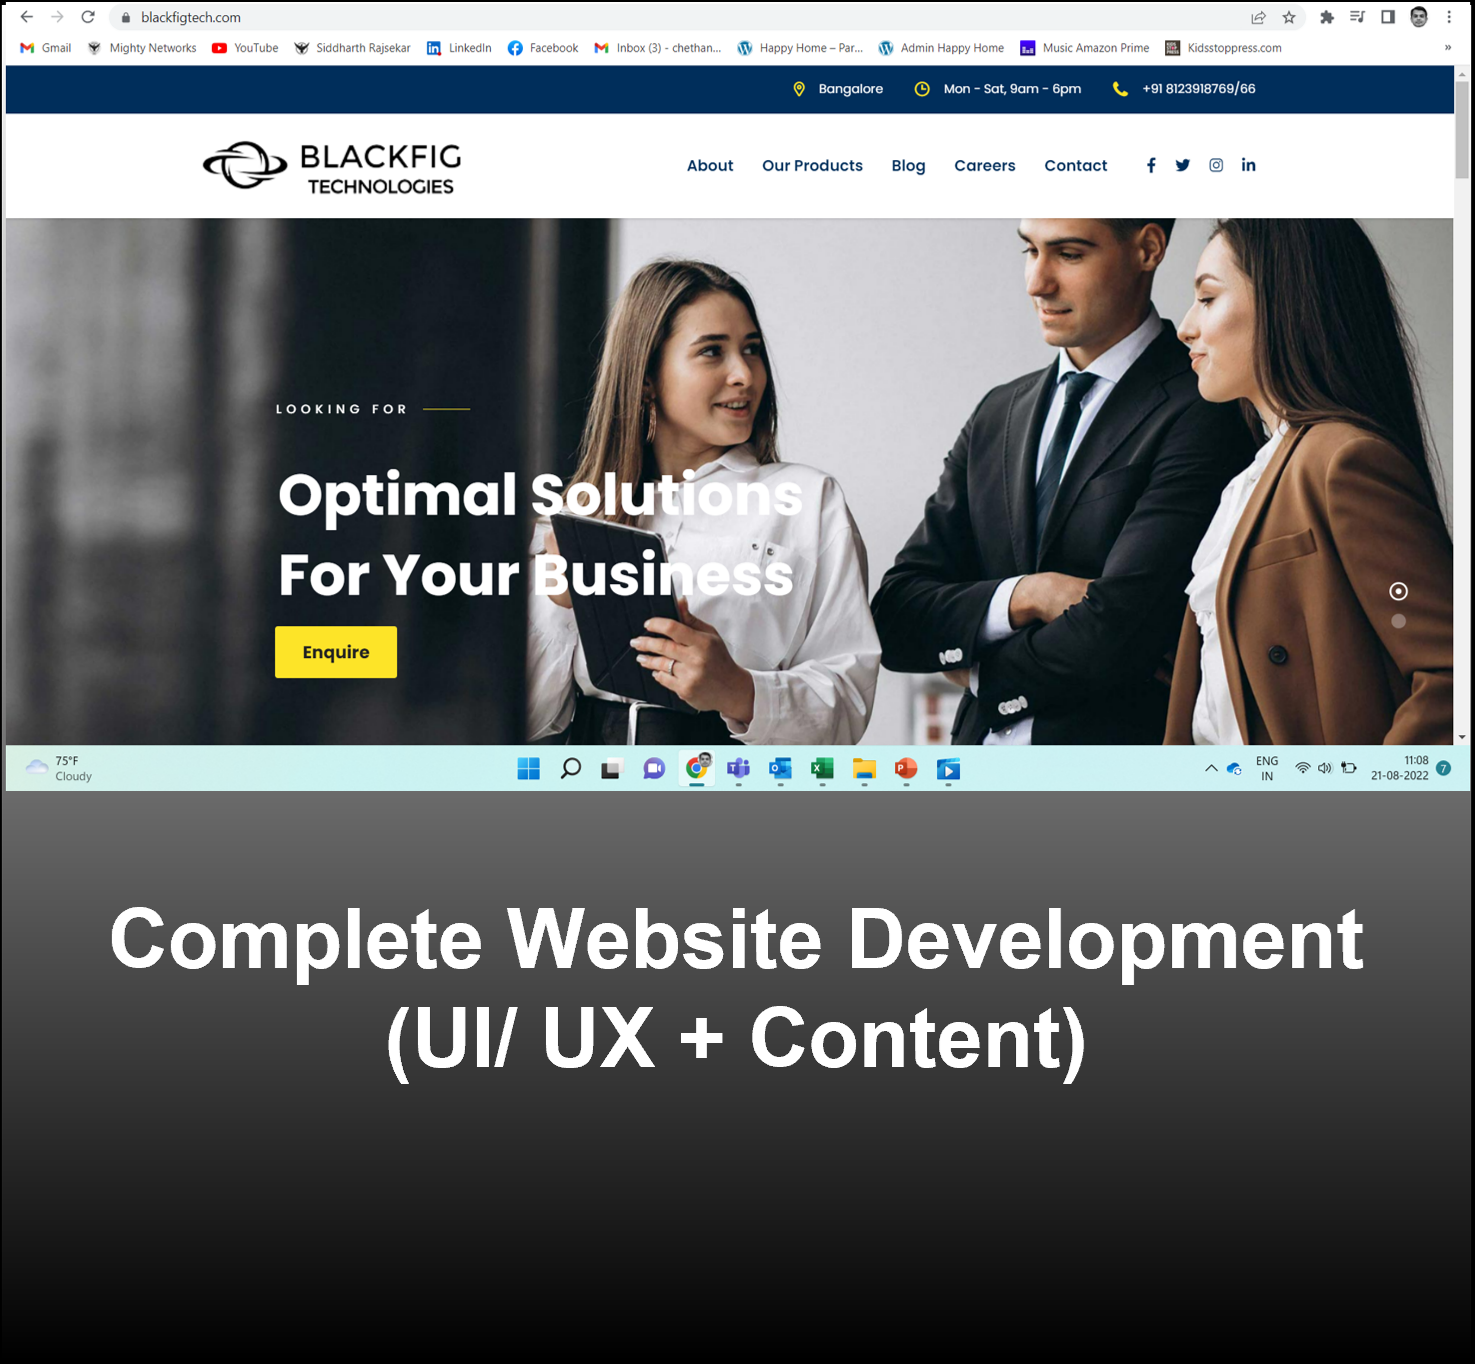 blackfigtech.com
Gmail Mighty Networks YouTube Siddharth Rajsekar LinkedIn Facebook Inbox (3) - chethan... Happy Home – Par... Admin Happy Home Music Amazon Prime Kidsstoppress.com »
Bangalore Mon - Sat, 9am - 6pm +91 8123918769/66
BLACKFIG
TECHNOLOGIES
About Our Products Blog Careers Contact
LOOKING FOR
Optimal Solutions
For Your Business
Enquire
75°F
Cloudy
ENG
IN
11:08
21-08-2022
7
Complete Website Development
(UI/ UX + Content)